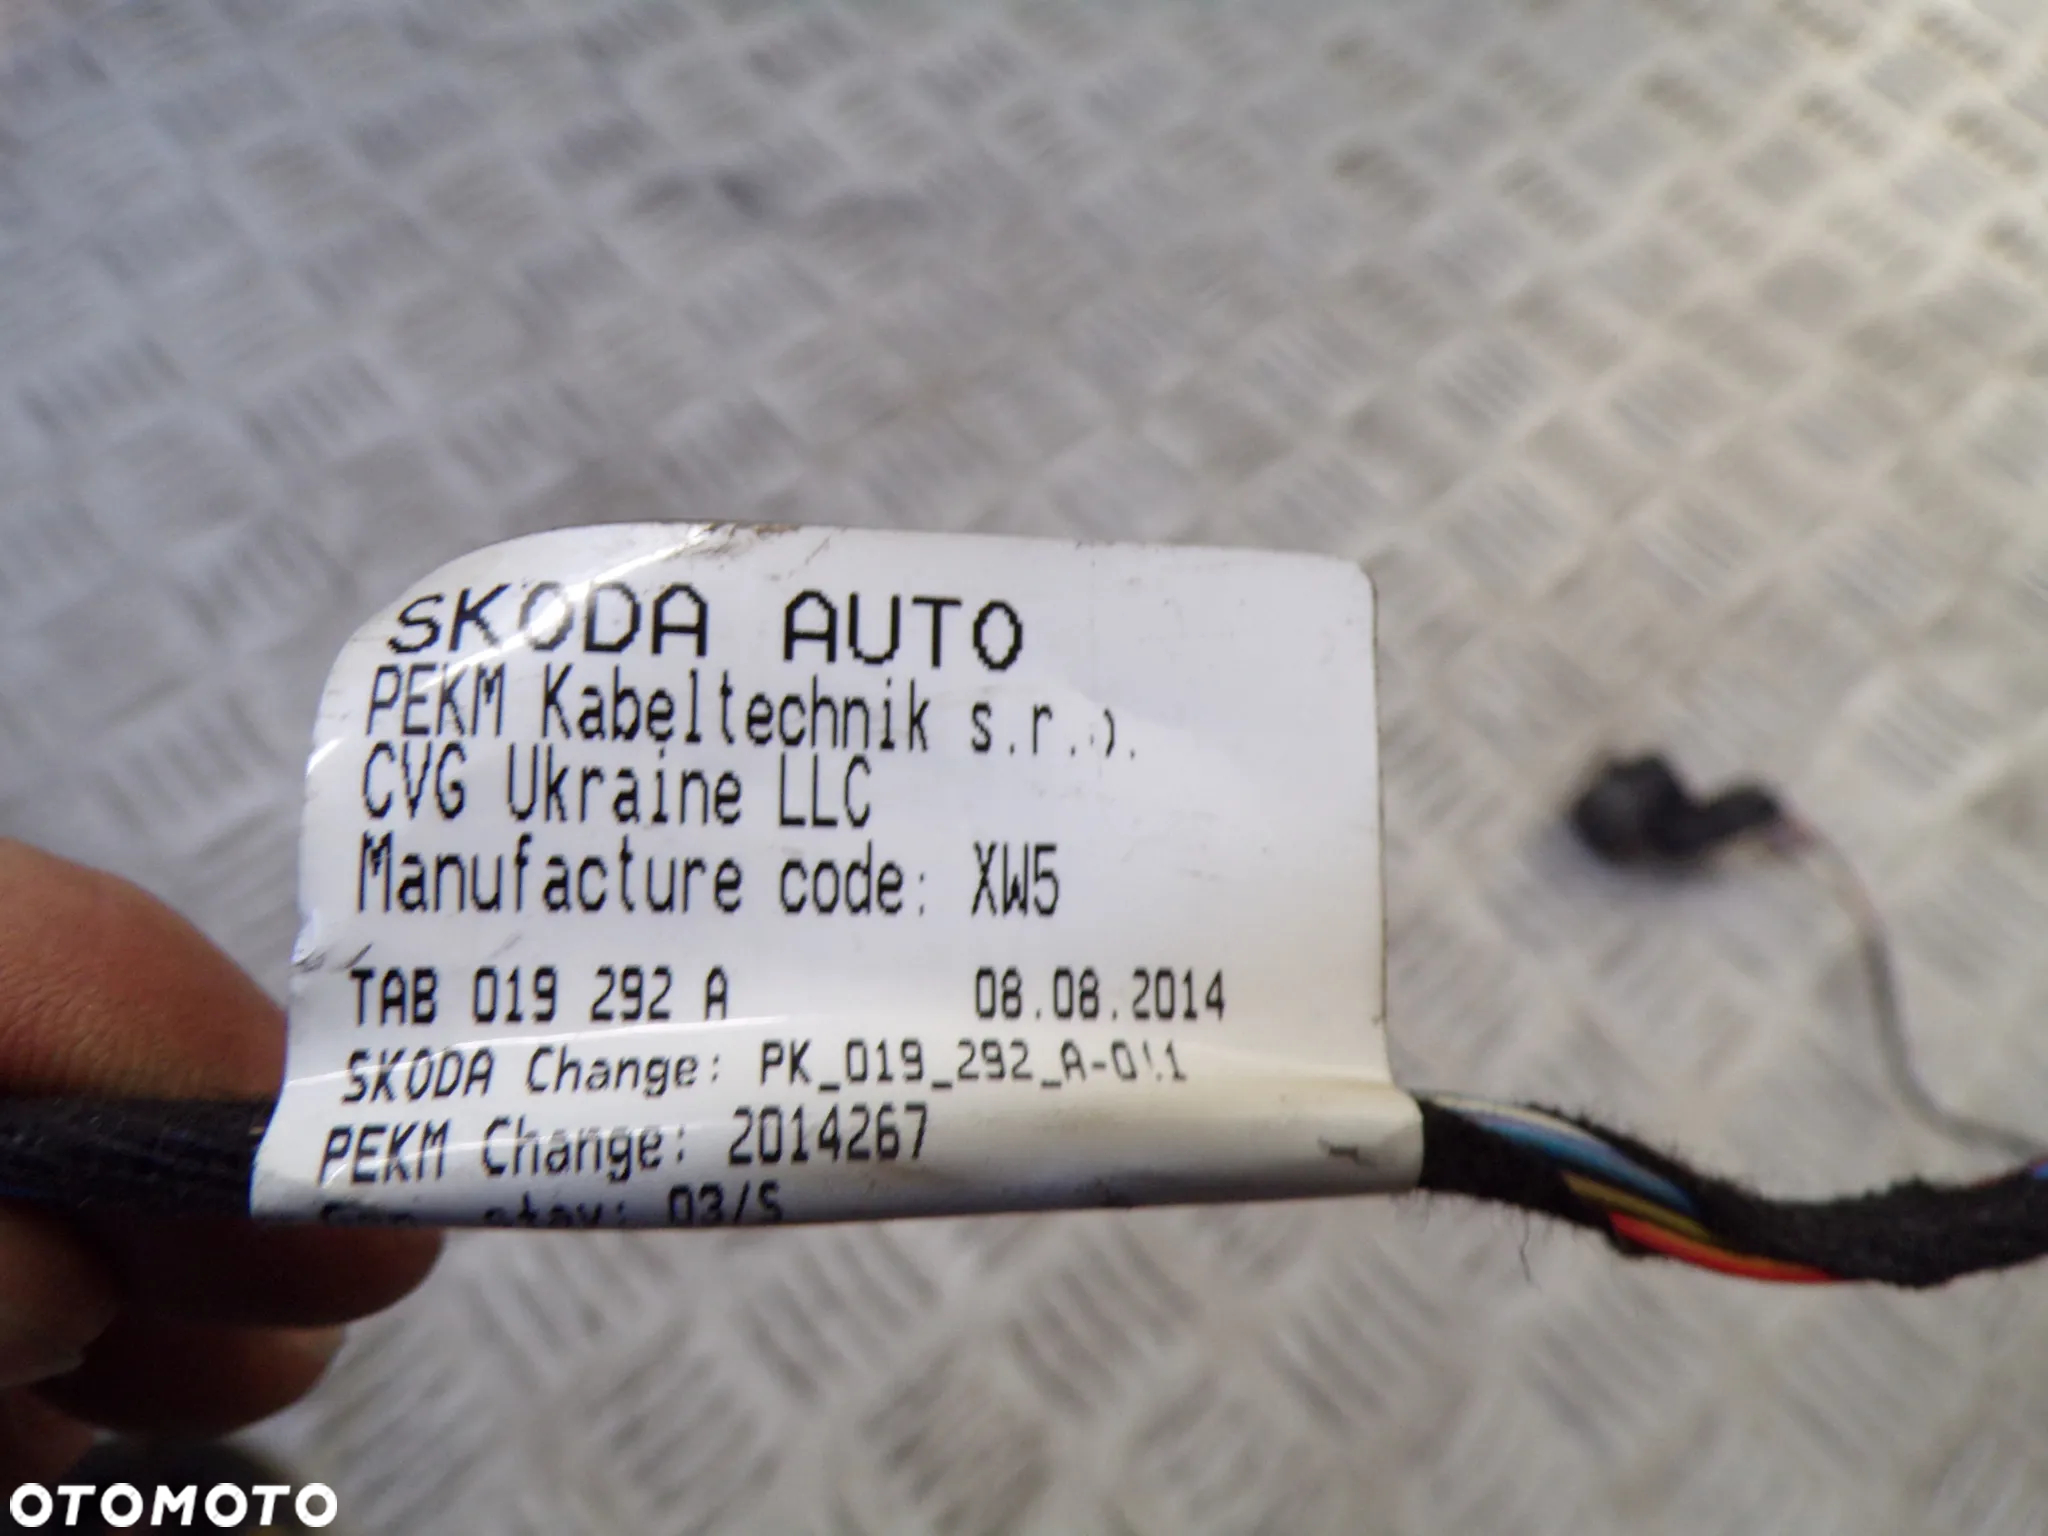 SKODA AUTO
PEKM Kabeltechnik s.r.o.
CVG Ukraine LLC
Manufacture code: XW5
TAB 019 292 A 08.08.2014
SKODA Change:
PEKM Change: 2014267
03/S
OTOMOTO